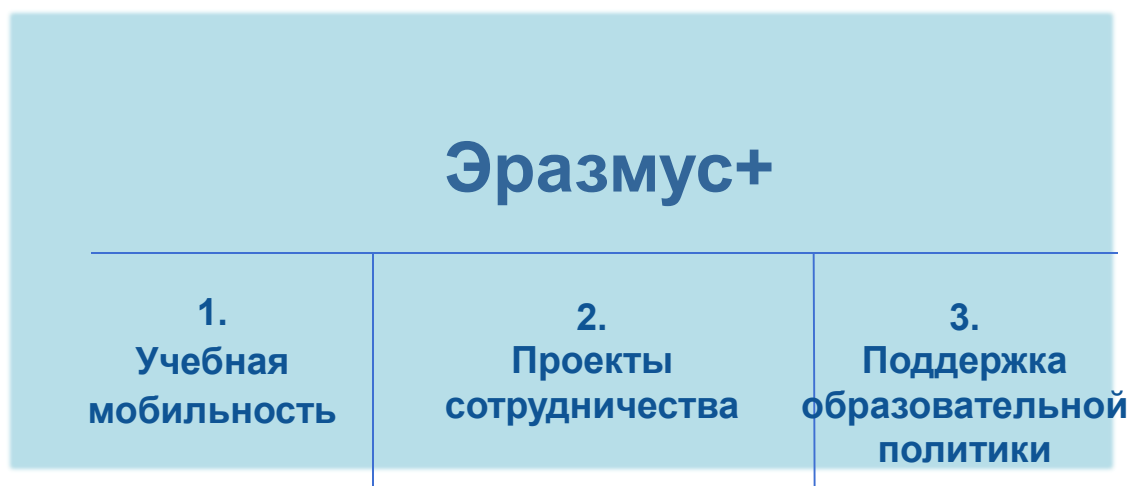 Эразмус+
1.
Учебная
мобильность
2.
Проекты
сотрудничества
3.
Поддержка
образовательной
политики